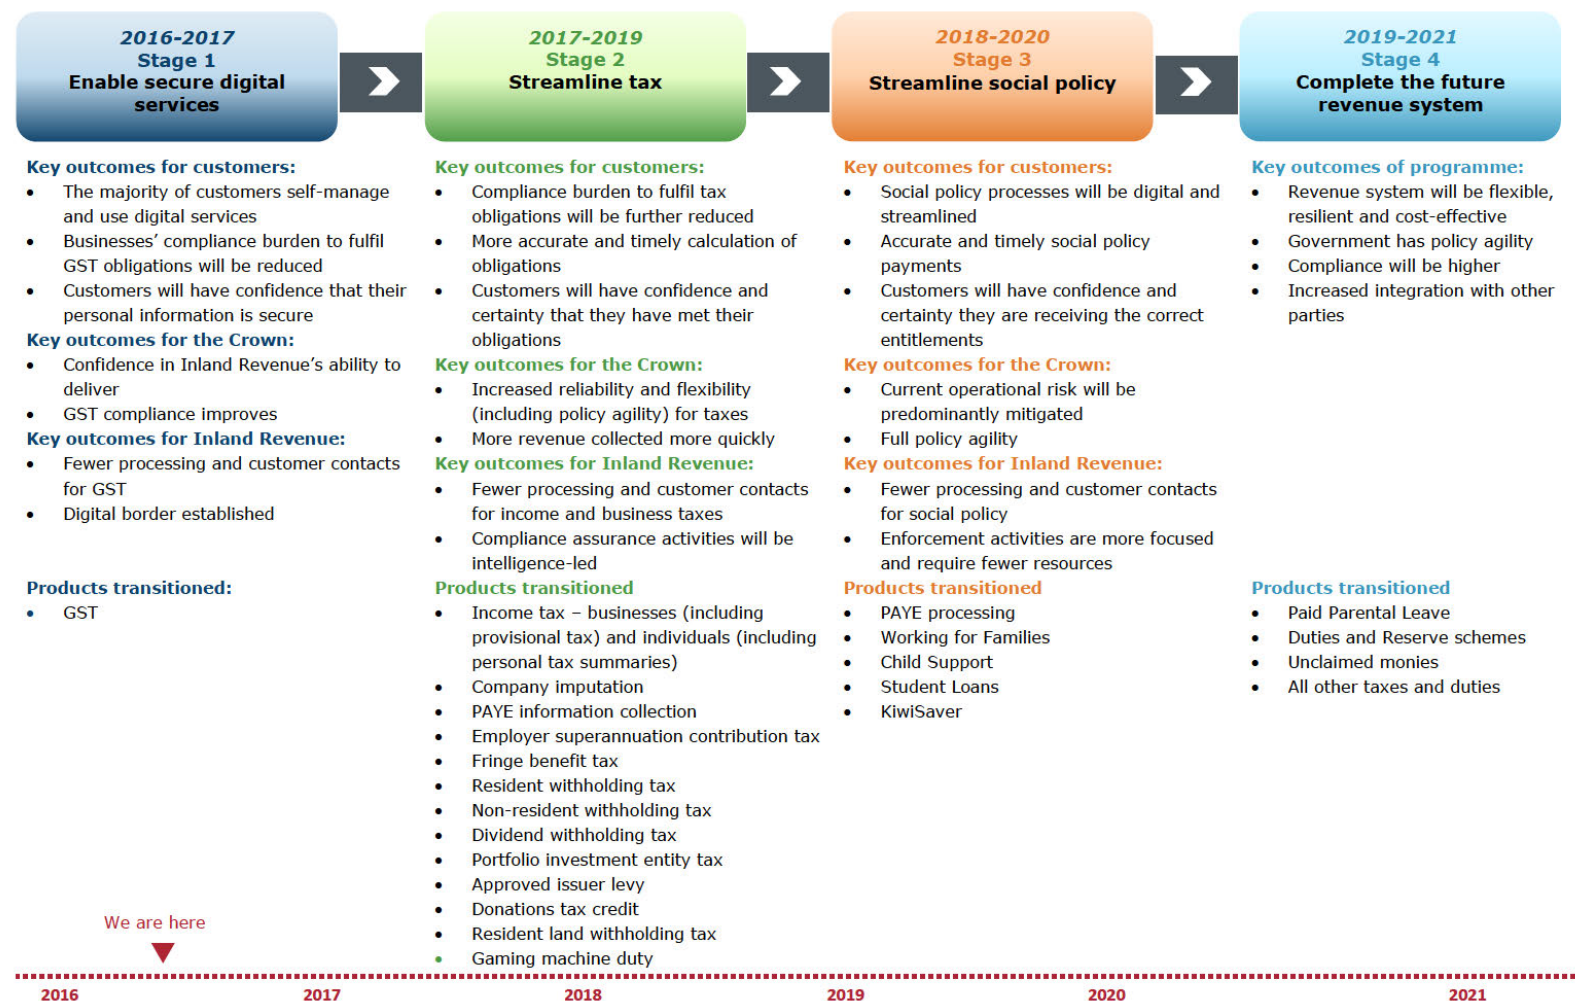 2016-2017
Stage 1
Enable secure digital
services
2017-2019
Stage 2
Streamline tax
2018-2020
Stage 3
Streamline social policy
2019-2021
Stage 4
Complete the future
revenue system
Key outcomes for customers:
• The majority of customers self-manage
and use digital services
• Businesses’ compliance burden to fulfil
GST obligations will be reduced
• Customers will have confidence that their
personal information is secure
Key outcomes for the Crown:
• Confidence in Inland Revenue’s ability to
deliver
• GST compliance improves
Key outcomes for Inland Revenue:
• Fewer processing and customer contacts
for GST
• Digital border established
Products transitioned:
• GST
Key outcomes for customers:
• Compliance burden to fulfil tax
obligations will be further reduced
• More accurate and timely calculation of
obligations
• Customers will have confidence and
certainty that they have met their
obligations
Key outcomes for the Crown:
• Increased reliability and flexibility
(including policy agility) for taxes
• More revenue collected more quickly
Key outcomes for Inland Revenue:
• Fewer processing and customer contacts
for income and business taxes
• Compliance assurance activities will be
intelligence-led
Products transitioned
• Income tax – businesses (including
provisional tax) and individuals (including
personal tax summaries)
• Company imputation
• PAYE information collection
• Employer superannuation contribution tax
• Fringe benefit tax
• Resident withholding tax
• Non-resident withholding tax
• Dividend withholding tax
• Portfolio investment entity tax
• Approved issuer levy
• Donations tax credit
• Resident land withholding tax
• Gaming machine duty
Key outcomes for customers:
• Social policy processes will be digital and
streamlined
• Accurate and timely social policy
payments
• Customers will have confidence and
certainty they are receiving the correct
entitlements
Key outcomes for the Crown:
• Current operational risk will be
predominantly mitigated
• Full policy agility
Key outcomes for Inland Revenue:
• Fewer processing and customer contacts
for social policy
• Enforcement activities are more focused
and require fewer resources
Products transitioned
• PAYE processing
• Working for Families
• Child Support
• Student Loans
• KiwiSaver
Key outcomes of programme:
• Revenue system will be flexible,
resilient and cost-effective
• Government has policy agility
• Compliance will be higher
• Increased integration with other
parties
Products transitioned
• Paid Parental Leave
• Duties and Reserve schemes
• Unclaimed monies
• All other taxes and duties
We are here
2016
2017
2018
2019
2020
2021